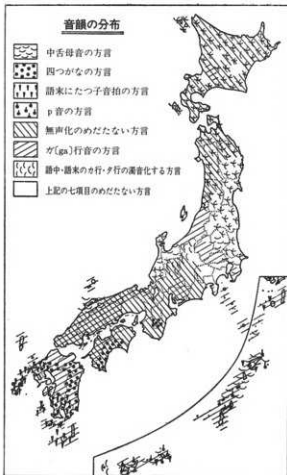 音韻の分布
中舌母音の方言
四つがなの方言
語末にたつ子音拍の方言
p音の方言
無声化のめだたない方言
ガ[ga]行音の方言
語中・語末のカ行・タ行の濁音化する方言
上記の七項目のめだたない方言